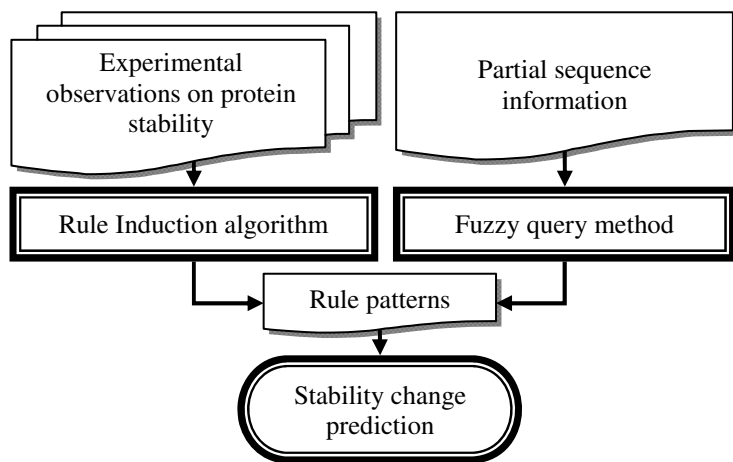 Experimental
observations on protein
stability
Partial sequence
information
Rule Induction algorithm
Fuzzy query method
Rule patterns
Stability change
prediction